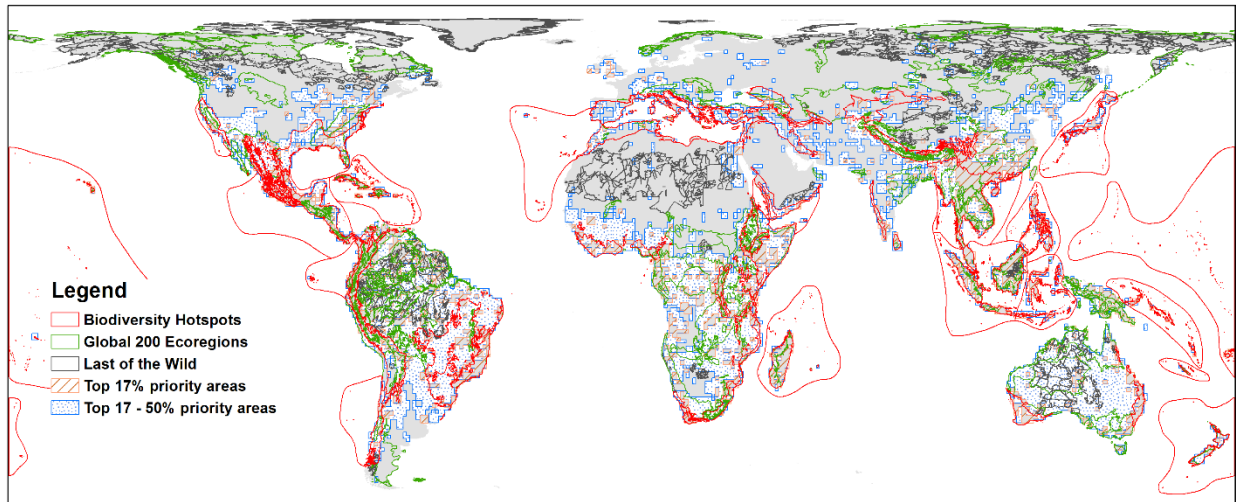 Legend
Biodiversity Hotspots
Global 200 Ecoregions
Last of the Wild
Top 17% priority areas
Top 17 - 50% priority areas